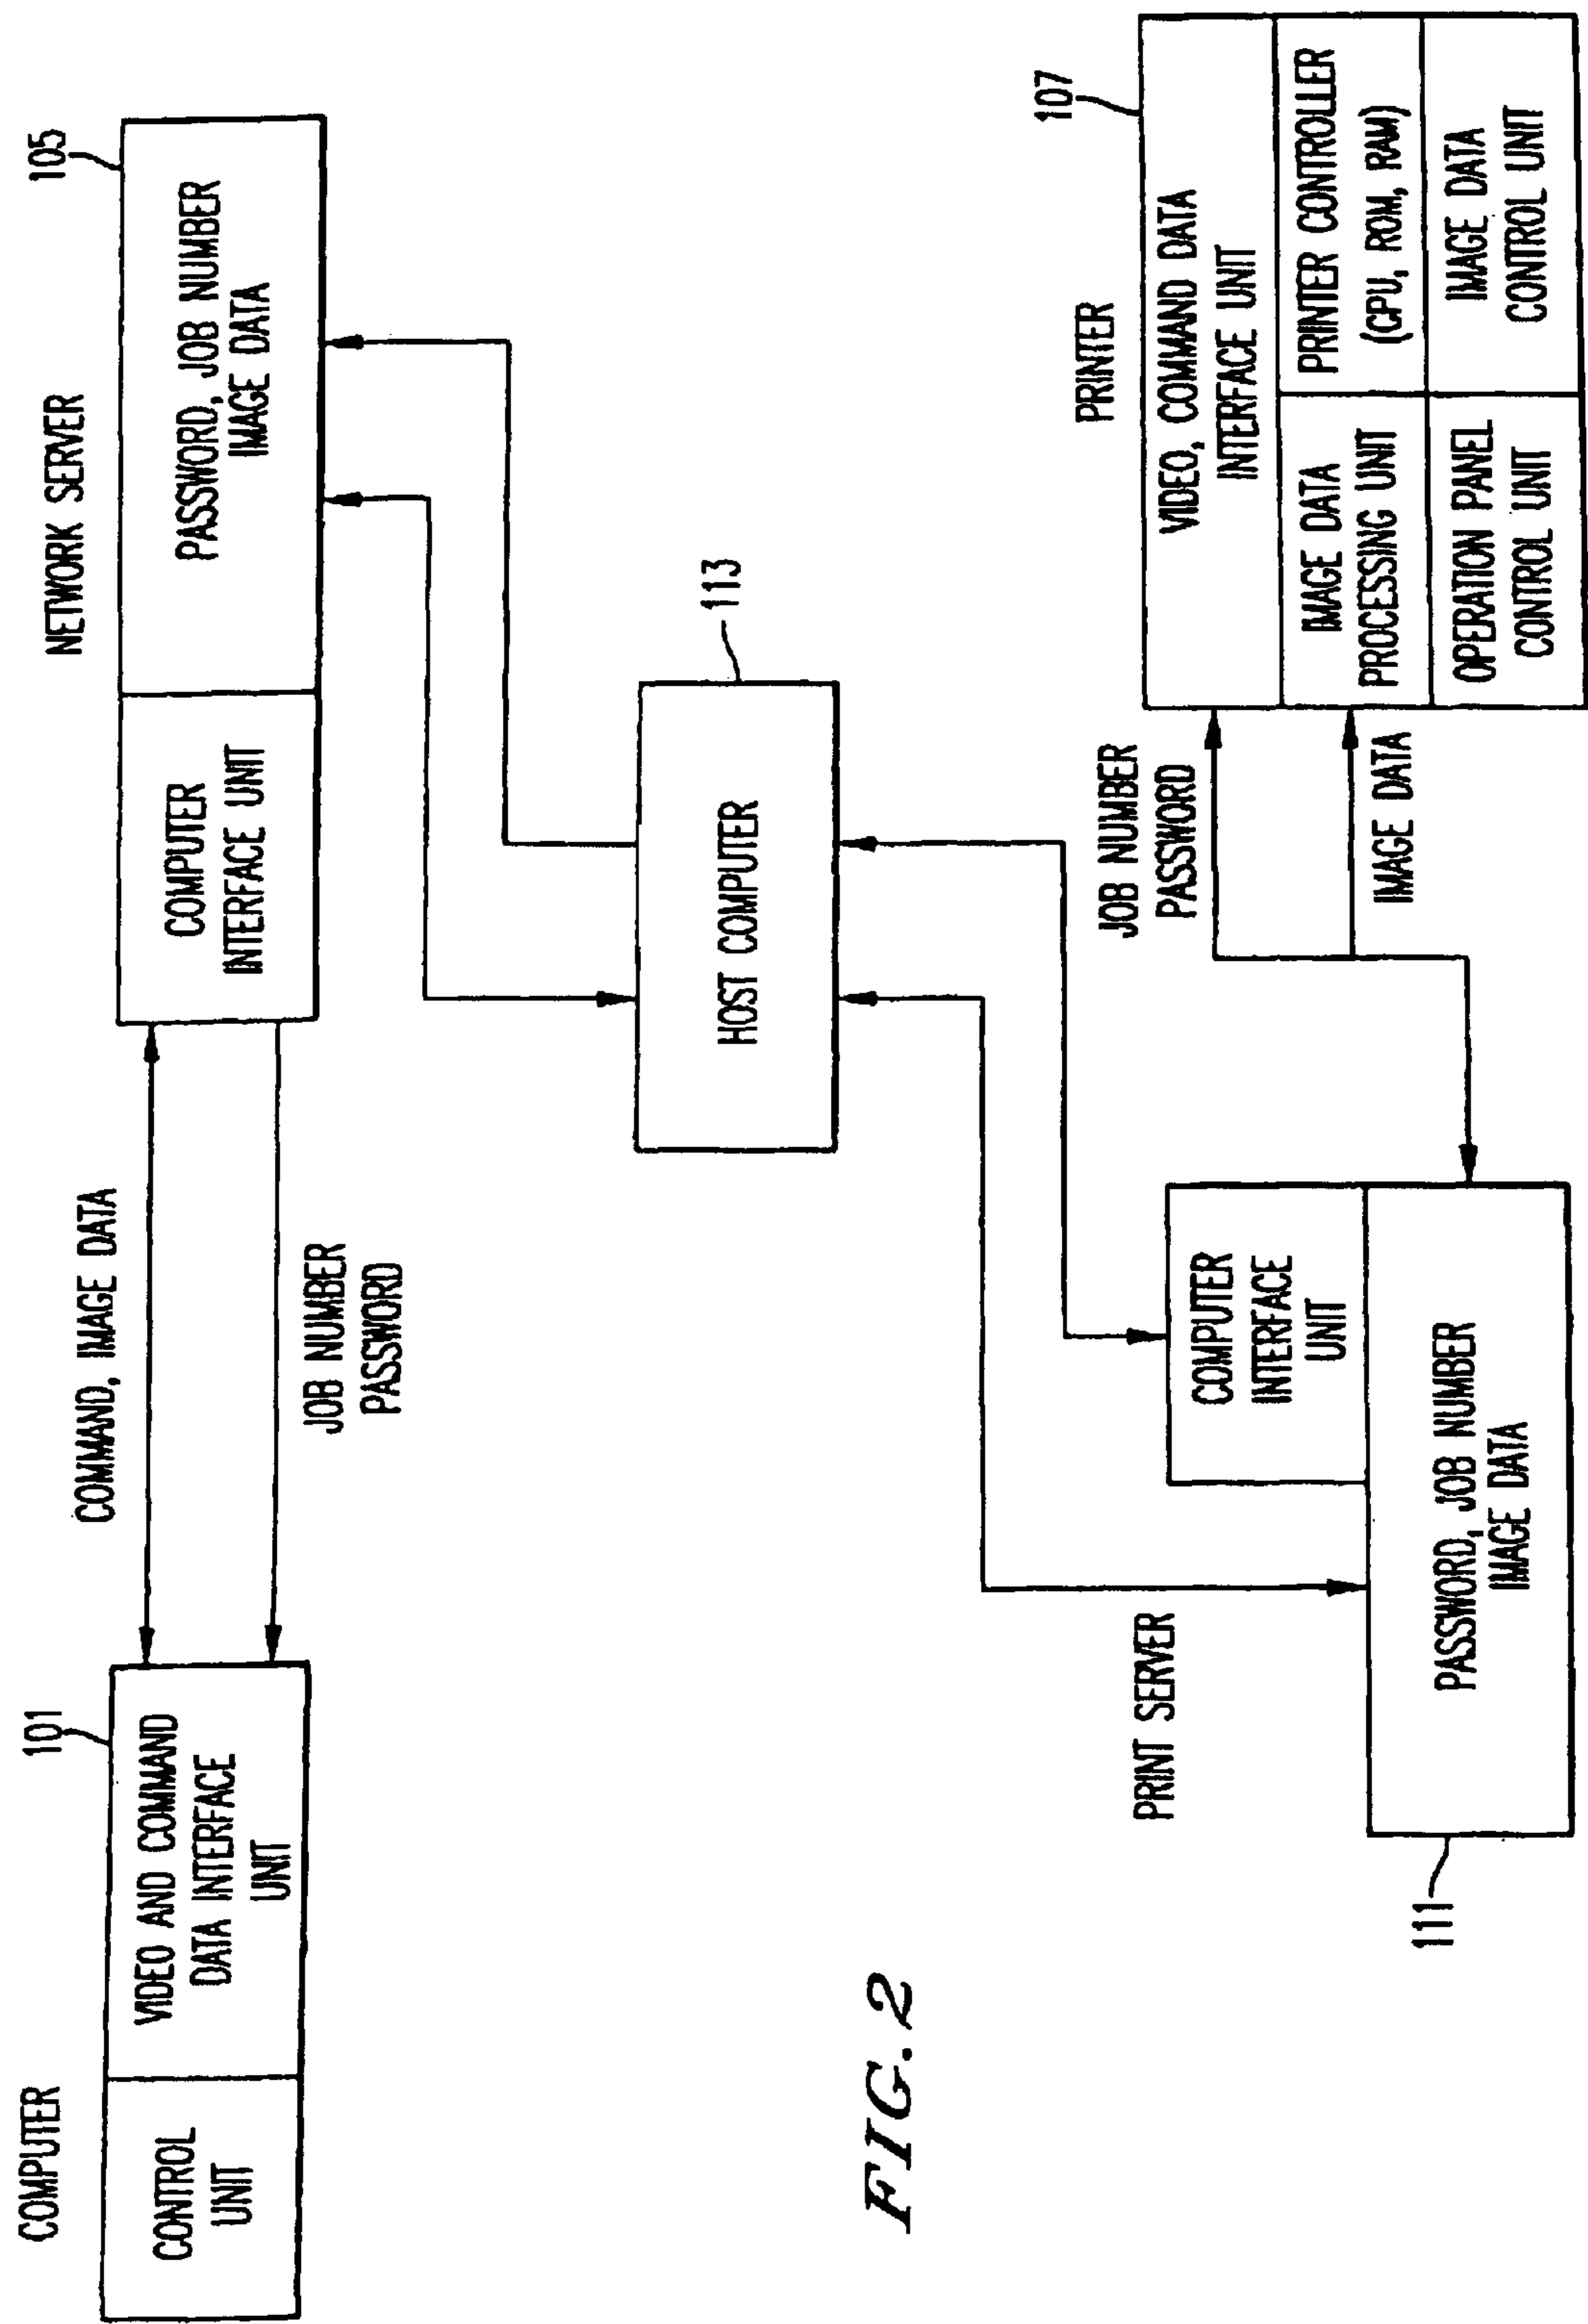 COMPUTER
CONTROL
UNIT
VIDEO AND COMMAND
DATA INTERFACE
UNIT
101
COMMAND, IMAGE DATA
JOB NUMBER
PASSWORD
NETWORK SERVER
105
COMPUTER
INTERFACE UNIT
PASSWORD, JOB NUMBER
IMAGE DATA
HOST COMPUTER
113
PRINT SERVER
COMPUTER
INTERFACE
UNIT
PASSWORD, JOB NUMBER
IMAGE DATA
111
JOB NUMBER
PASSWORD
IMAGE DATA
PRINTER
107
VIDEO, COMMAND DATA
INTERFACE UNIT
IMAGE DATA
PROCESSING UNIT
PRINTER CONTROLLER
(CPU, ROM, RAM)
OPERATION PANEL
CONTROL UNIT
IMAGE DATA
CONTROL UNIT
FIG.2